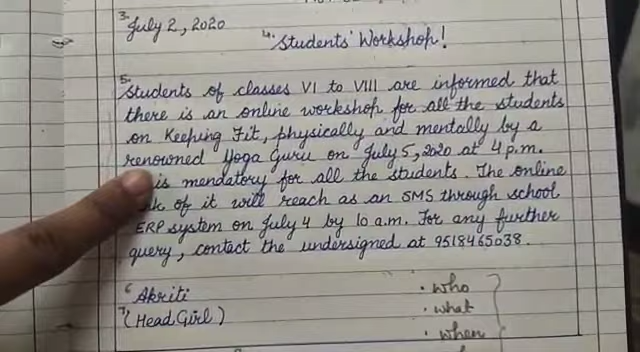 3. July 2, 2020
4. Students' Workshop!
5. Students of classes VI to VIII are informed that
there is an online workshop for all the students
on Keeping Fit, physically and mentally by a
renowned Yoga Guru on July 5, 2020 at 4 p.m.
is mandatory for all the students. The online
of it will reach as an SMS through school
ERP system on July 4 by 10 a.m. For any further
query, contact the undersigned at 9518465038.
6. Akriti
7. (Head Girl)
• who
• what
• when